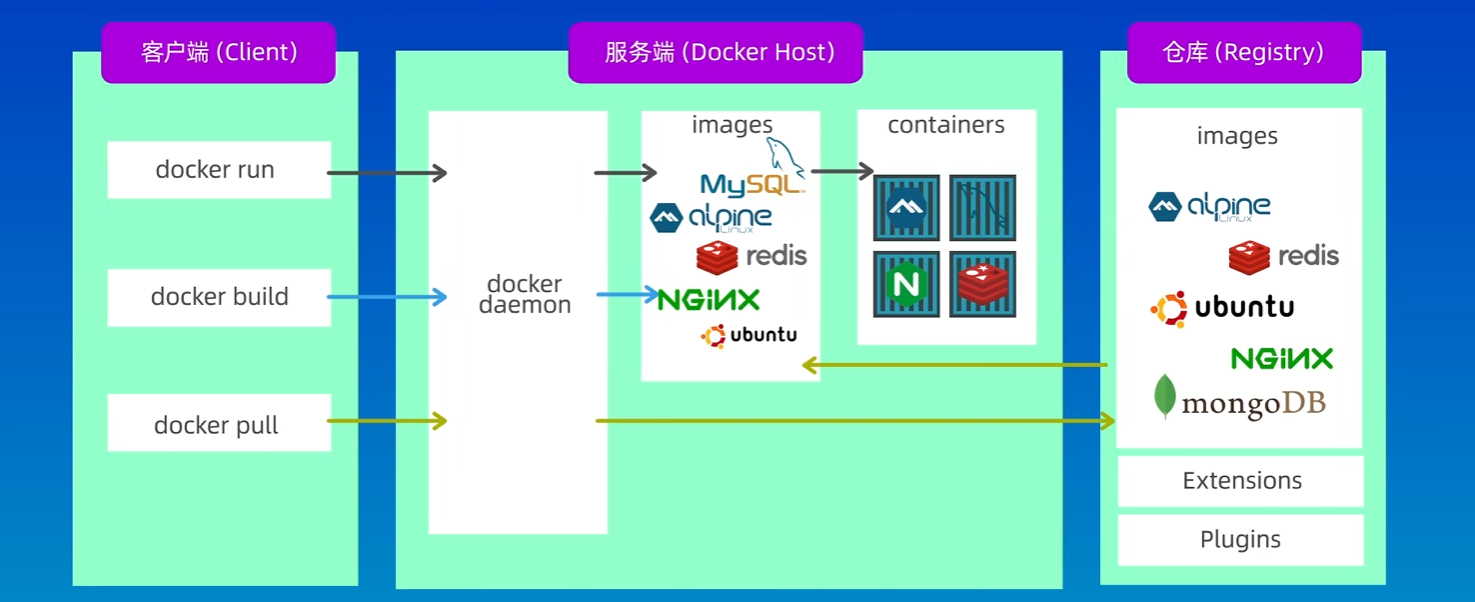 客户端 (Client)
服务端 (Docker Host)
仓库 (Registry)
docker run
docker build
docker pull
docker
daemon
images
MySQL
alpine
Linux
redis
NGiNX
ubuntu
containers
N
images
alpine
Linux
redis
ubuntu
NGiNX
mongoDB
Extensions
Plugins